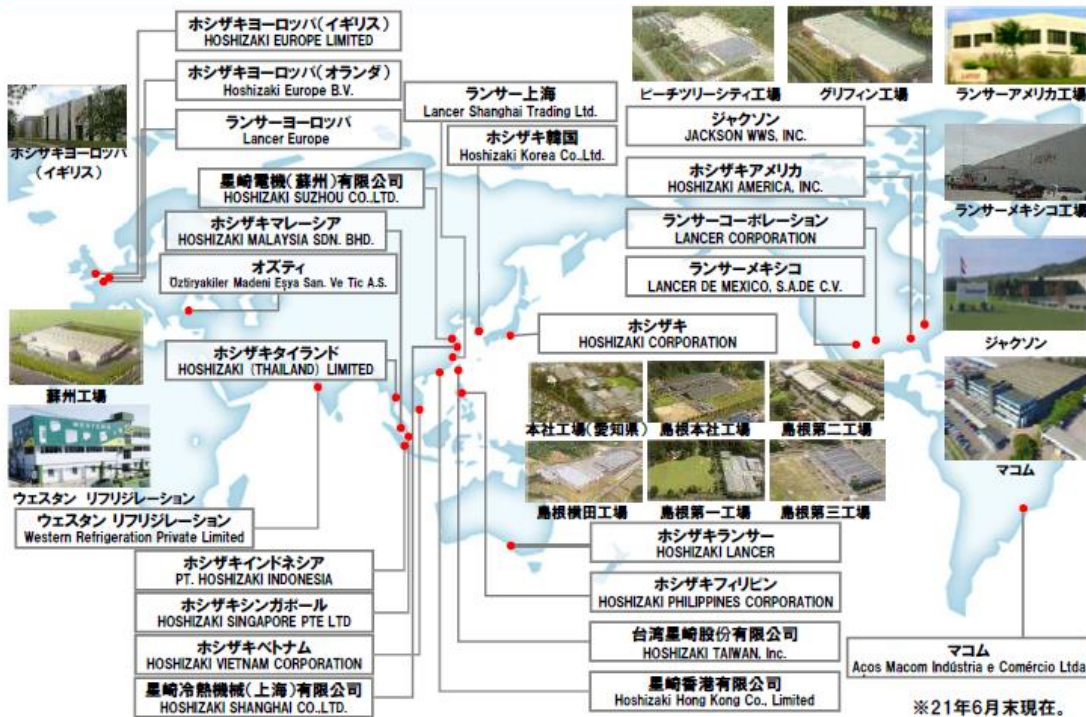 ホシザキヨーロッパ(イギリス)
HOSHIZAKI EUROPE LIMITED
ホシザキヨーロッパ(オランダ)
Hoshizaki Europe B.V.
ランサーヨーロッパ
Lancer Europe
ランサー上海
Lancer Shanghai Trading Ltd.
ホシザキ韓国
Hoshizaki Korea Co.,Ltd.
ピーチツリーシティ工場
グリフィン工場
ランサーアメリカ工場
ホシザキヨーロッパ
(イギリス)
ジャクソン
JACKSON WWS, INC.
星崎電機(蘇州)有限公司
HOSHIZAKI SUZHOU CO.,LTD.
ホシザキアメリカ
HOSHIZAKI AMERICA, INC.
ランサーメキシコ工場
ホシザキマレーシア
HOSHIZAKI MALAYSIA SDN. BHD.
ランサーコーポレーション
LANCER CORPORATION
オズティ
Öztiryakiler Madeni Eşya San. Ve Tic A.S.
ランサーメキシコ
LANCER DE MEXICO, S.A.DE C.V.
ホシザキ
HOSHIZAKI CORPORATION
ジャクソン
ホシザキタイランド
HOSHIZAKI (THAILAND) LIMITED
蘇州工場
本社工場(愛知県)
島根本社工場
島根第二工場
マコム
ウェスタン リフリジレーション
島根横田工場
島根第一工場
島根第三工場
ウェスタン リフリジレーション
Western Refrigeration Private Limited
ホシザキランサー
HOSHIZAKI LANCER
ホシザキインドネシア
PT. HOSHIZAKI INDONESIA
ホシザキフィリピン
HOSHIZAKI PHILIPPINES CORPORATION
ホシザキシンガポール
HOSHIZAKI SINGAPORE PTE LTD
台湾星崎股份有限公司
HOSHIZAKI TAIWAN, Inc.
ホシザキベトナム
HOSHIZAKI VIETNAM CORPORATION
マコム
Aços Macom Indústria e Comércio Ltda
星崎冷熱機械(上海)有限公司
HOSHIZAKI SHANGHAI CO.,LTD.
星崎香港有限公司
Hoshizaki Hong Kong Co., Limited
※21年6月末現在。